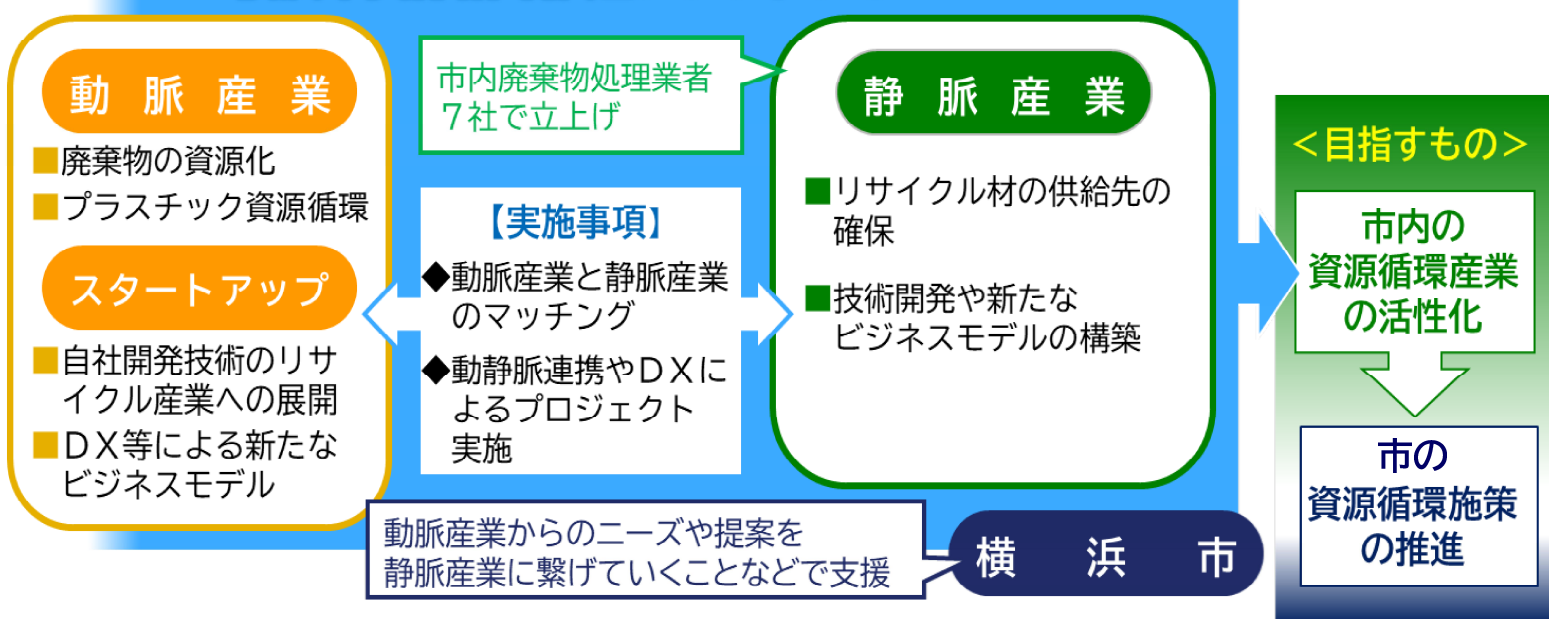 動脈産業
■廃棄物の資源化
■プラスチック資源循環
スタートアップ
■自社開発技術のリサ
イクル産業への展開
■ＤＸ等による新たな
ビジネスモデル
市内廃棄物処理業者
７社で立上げ
【実施事項】
◆動脈産業と静脈産業
のマッチング
◆動静脈連携やＤＸに
よるプロジェクト
実施
静脈産業
■リサイクル材の供給先の
確保
■技術開発や新たな
ビジネスモデルの構築
動脈産業からのニーズや提案を
静脈産業に繋げていくことなどで支援
横浜市
＜目指すもの＞
市内の
資源循環産業
の活性化
市の
資源循環施策
の推進